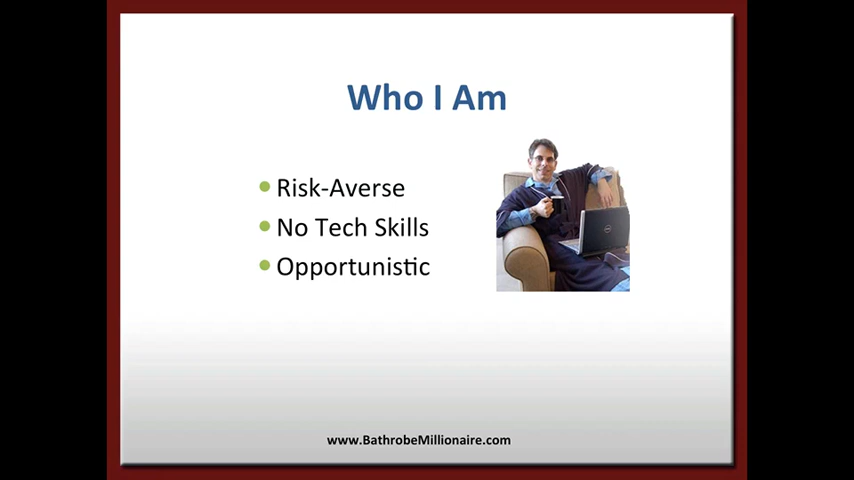 Who I Am
• Risk-Averse
• No Tech Skills
• Opportunistic
www.BathrobeMillionaire.com